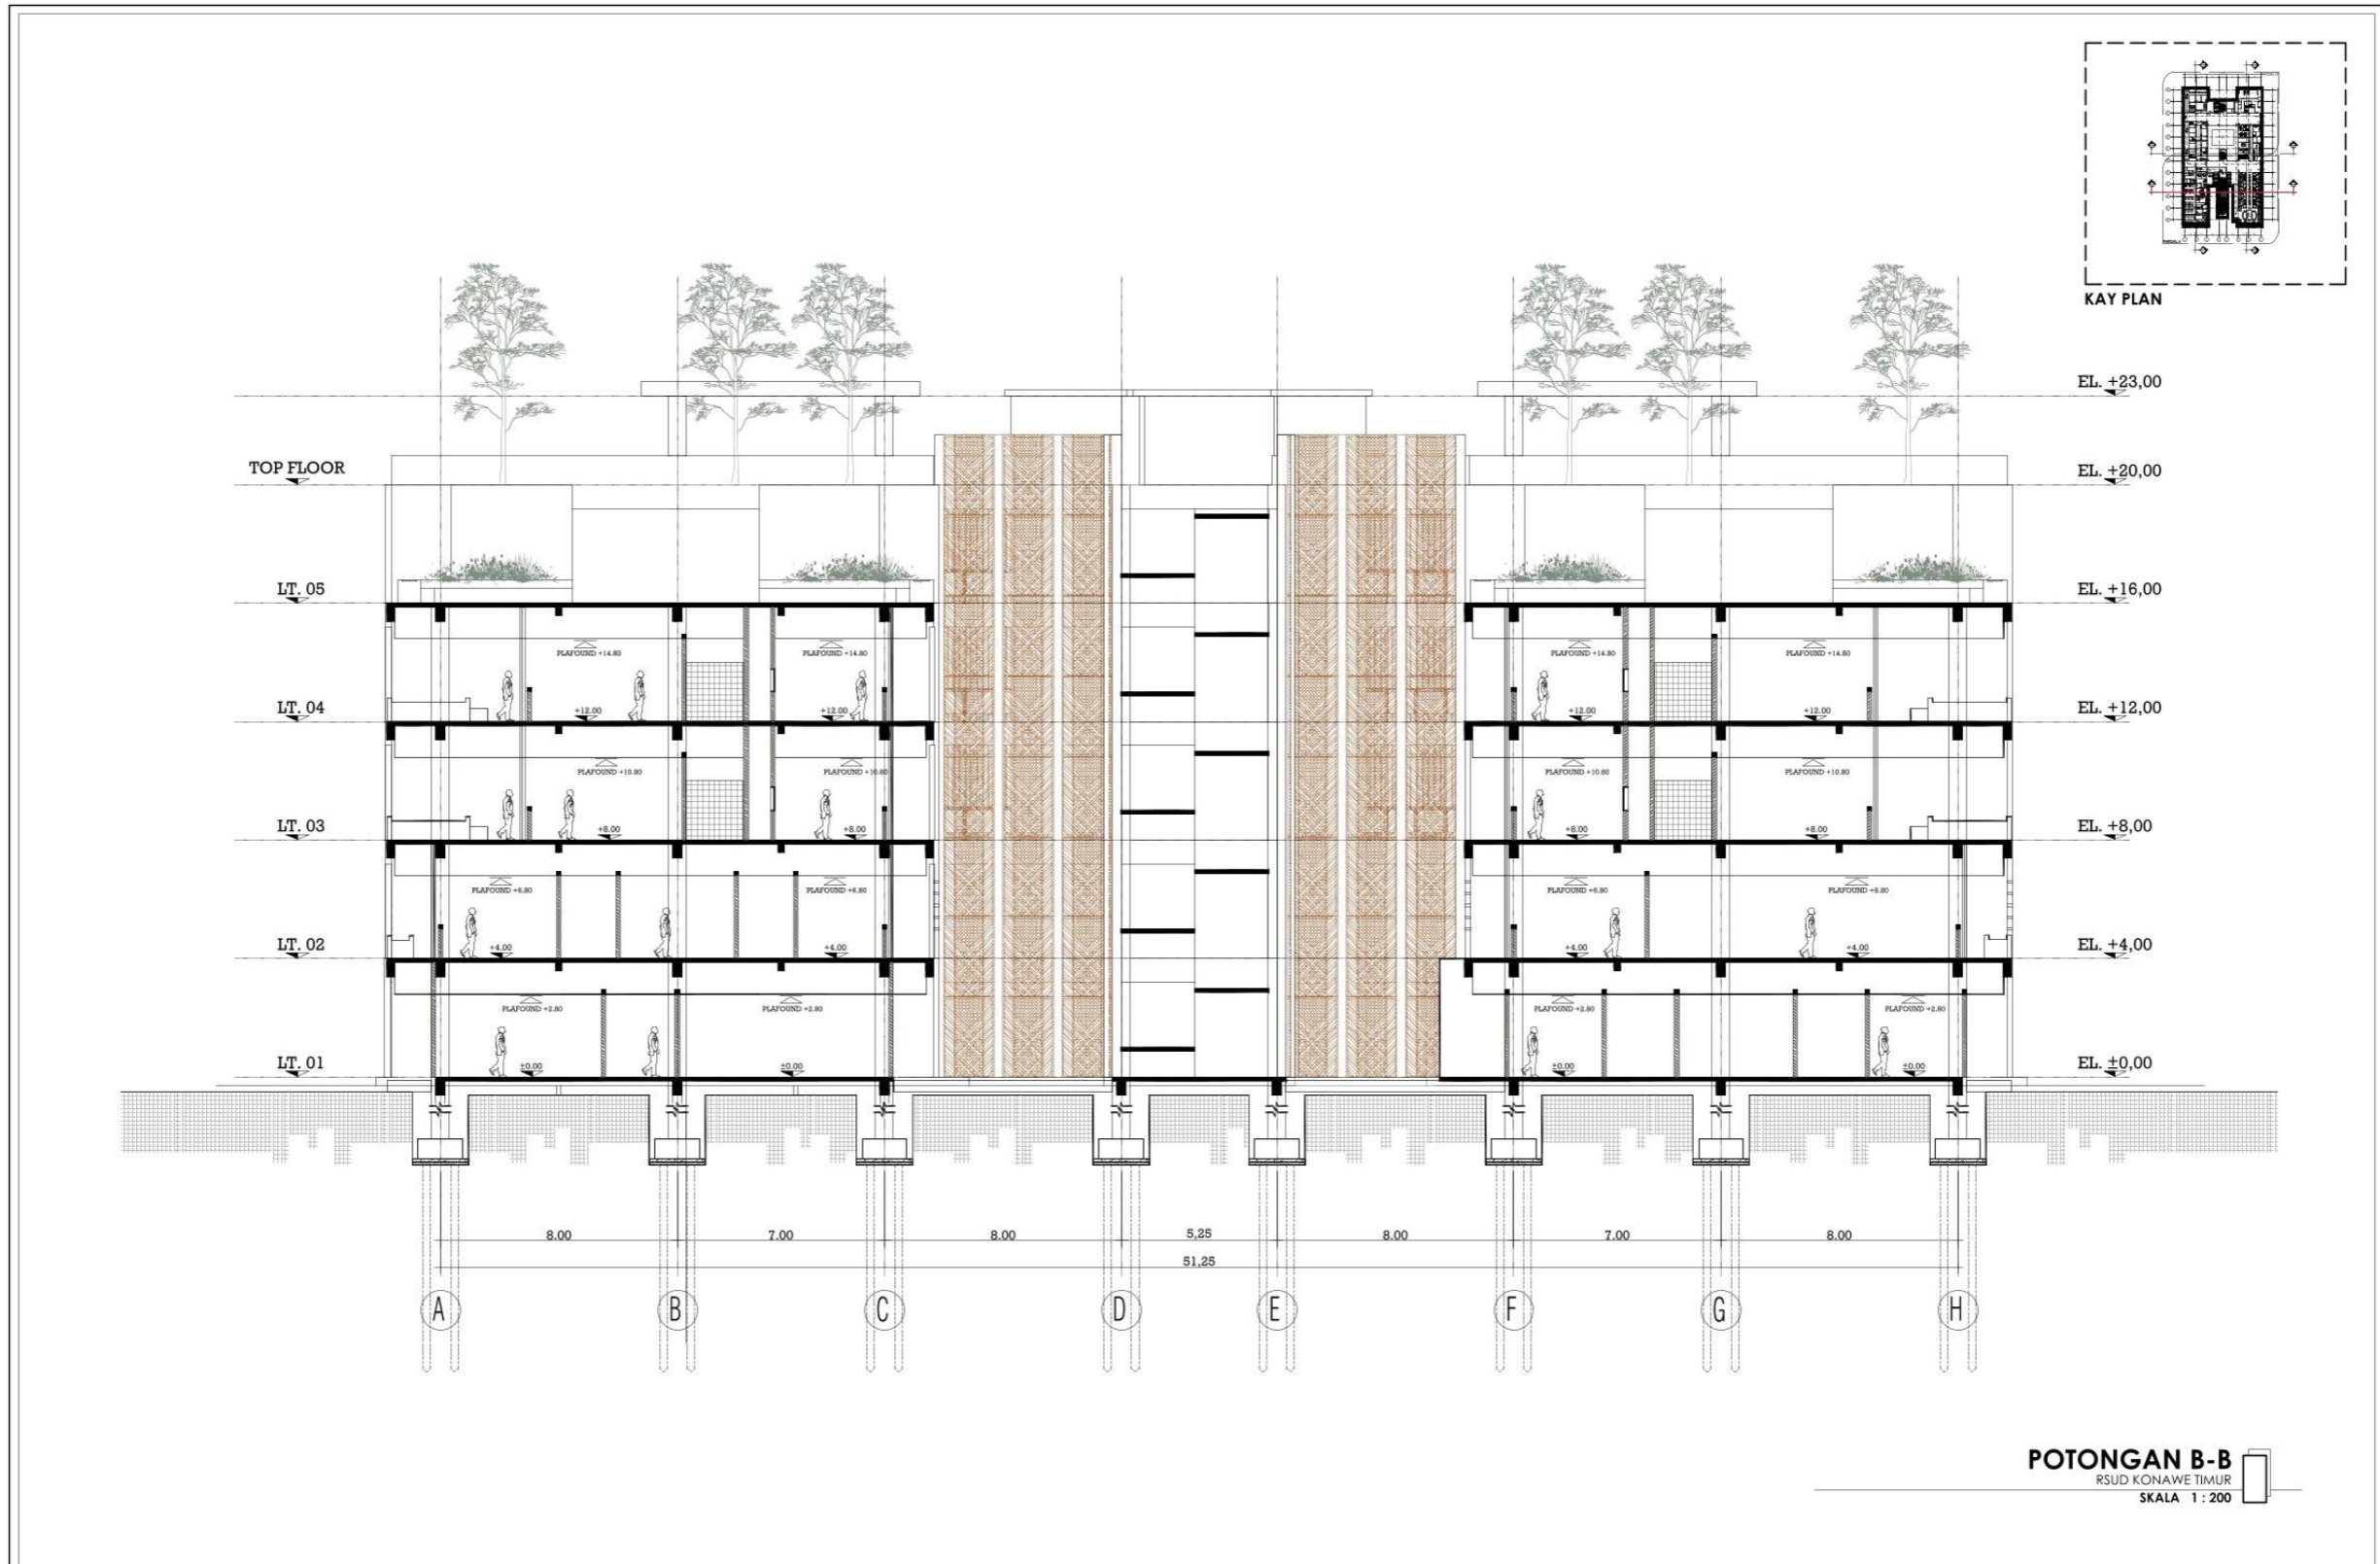 KAY PLAN
EL. +23,00
TOP FLOOR
EL. +20,00
LT. 05
EL. +16,00
PLAFOUND +14.80
PLAFOUND +14.80
PLAFOUND +14.80
PLAFOUND +14.80
LT. 04
+12.00
+12.00
+12.00
+12.00
EL. +12,00
PLAFOUND +10.80
PLAFOUND +10.80
PLAFOUND +10.80
PLAFOUND +10.80
LT. 03
+8.00
+8.00
+8.00
+8.00
EL. +8,00
PLAFOUND +6.80
PLAFOUND +6.80
PLAFOUND +6.80
PLAFOUND +6.80
LT. 02
+4.00
+4.00
+4.00
+4.00
EL. +4,00
PLAFOUND +2.80
PLAFOUND +2.80
PLAFOUND +2.80
PLAFOUND +2.80
LT. 01
±0.00
±0.00
±0.00
±0.00
EL. ±0,00
8.00
7.00
8.00
5,25
8.00
7.00
8.00
51,25
A
B
C
D
E
F
G
H
POTONGAN B-B
RSUD KONAWE TIMUR
SKALA 1 : 200